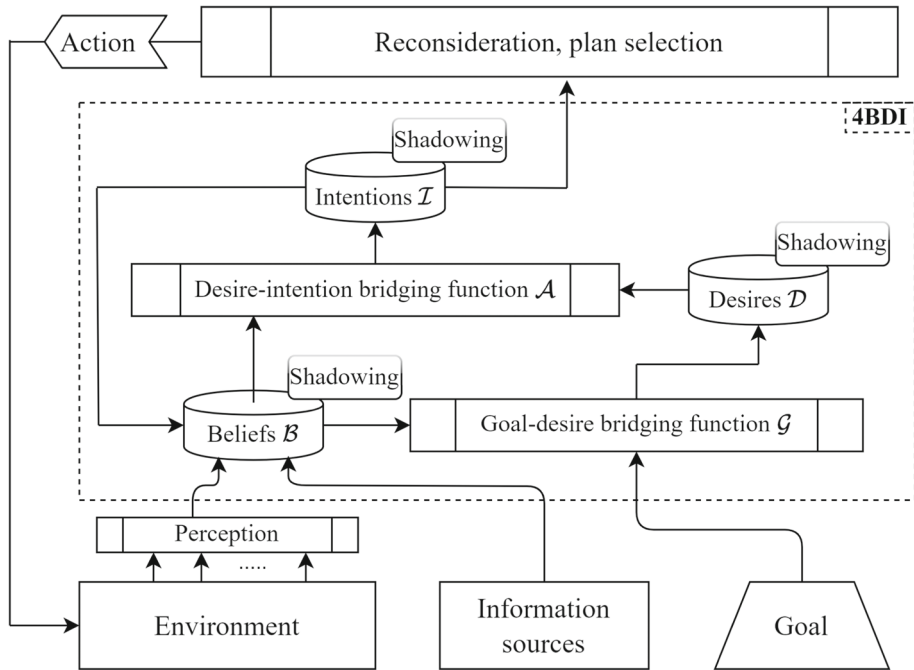 Action
Reconsideration, plan selection
4BDI
Shadowing
Intentions ℐ
Shadowing
Desire-intention bridging function 𝒜
Desires 𝒟
Shadowing
Beliefs ℬ
Goal-desire bridging function 𝒢
Perception
.....
Environment
Information
sources
Goal